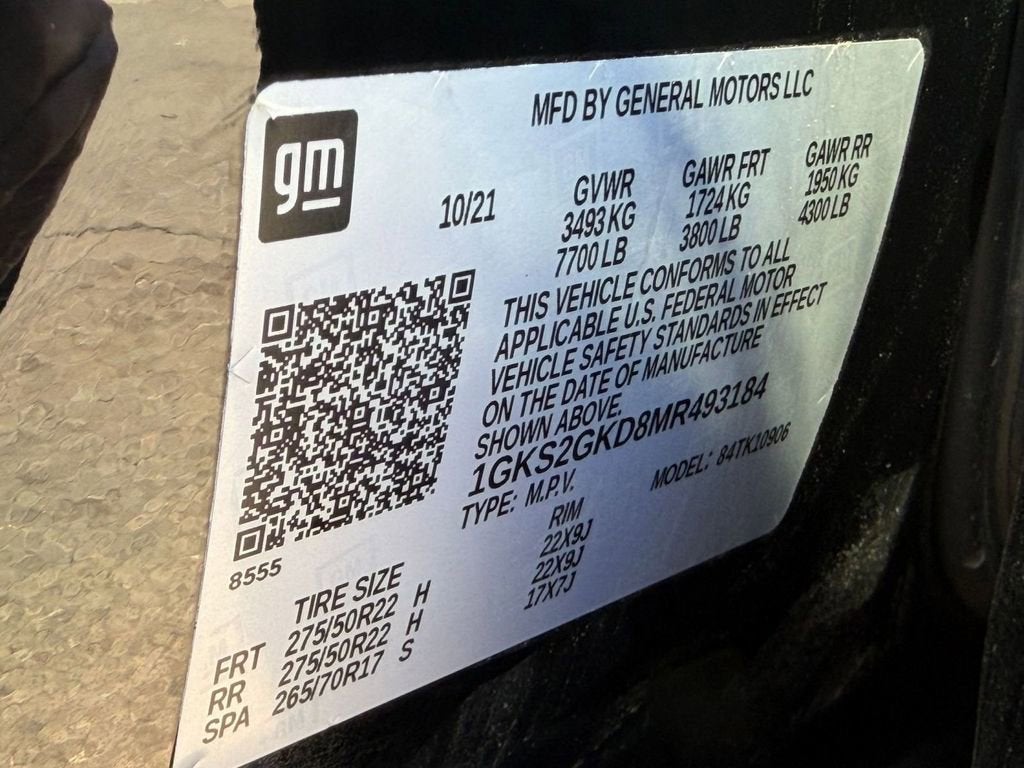 gm
MFD BY GENERAL MOTORS LLC
10/21
GVWR
3493 KG
7700 LB
GAWR FRT
1724 KG
3800 LB
GAWR RR
1950 KG
4300 LB
THIS VEHICLE CONFORMS TO ALL
APPLICABLE U.S. FEDERAL MOTOR
VEHICLE SAFETY STANDARDS IN EFFECT
ON THE DATE OF MANUFACTURE
SHOWN ABOVE.
1GKS2GKD8MR493184
TYPE: M.P.V. MODEL: 84TK10906
8555
TIRE SIZE RIM
FRT 275/50R22 H 22X9J
RR 275/50R22 H 22X9J
SPA 265/70R17 S 17X7J